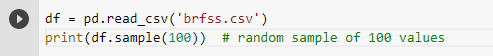 df = pd.read_csv('brfss.csv')
print(df.sample(100))  # random sample of 100 values